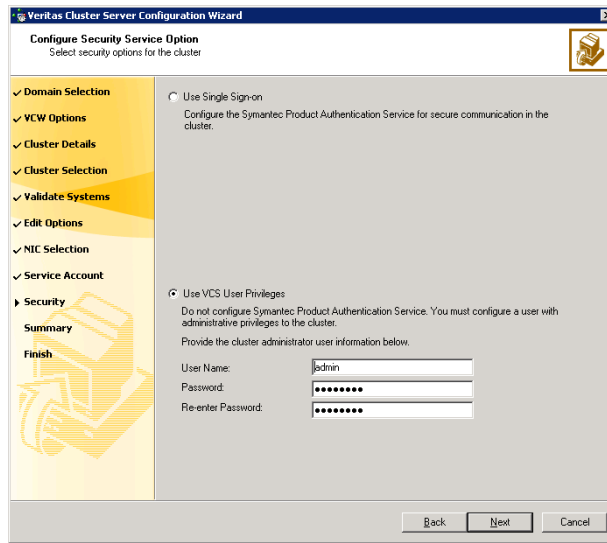 Veritas Cluster Server Configuration Wizard
Configure Security Service Option
Select security options for the cluster
Domain Selection
VCW Options
Cluster Details
Cluster Selection
Validate Systems
Edit Options
NIC Selection
Service Account
Security
Summary
Finish
Use Single Sign-on
Configure the Symantec Product Authentication Service for secure communication in the
cluster.
Use VCS User Privileges
Do not configure Symantec Product Authentication Service. You must configure a user with
administrative privileges to the cluster.
Provide the cluster administrator user information below.
User Name: admin
Password: ●●●●●●●●
Re-enter Password: ●●●●●●●●
Back Next Cancel